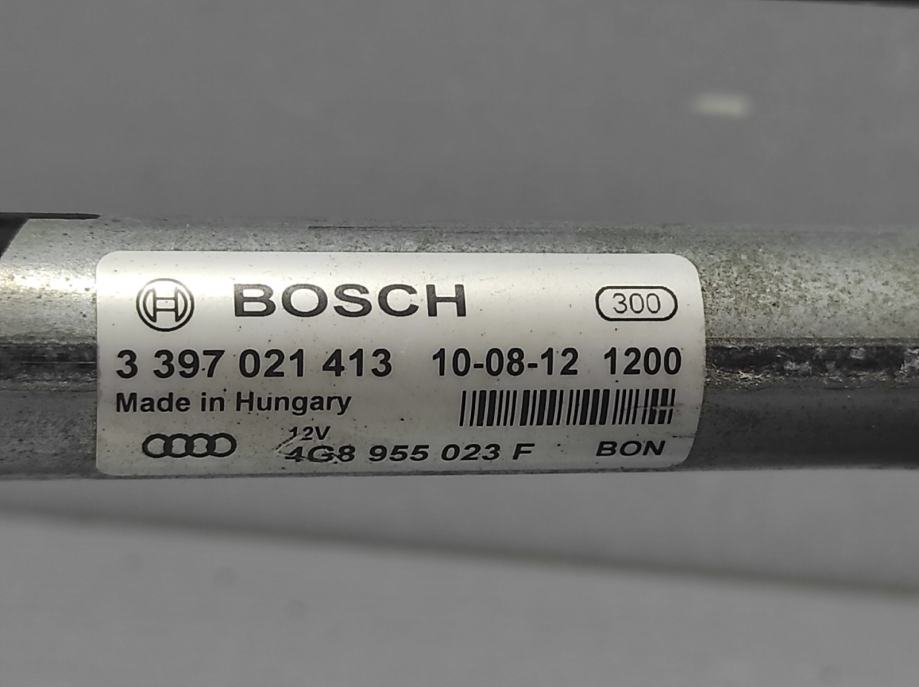 BOSCH 300
3 397 021 413 10-08-12 1200
Made in Hungary
12V
4G8 955 023 F BON